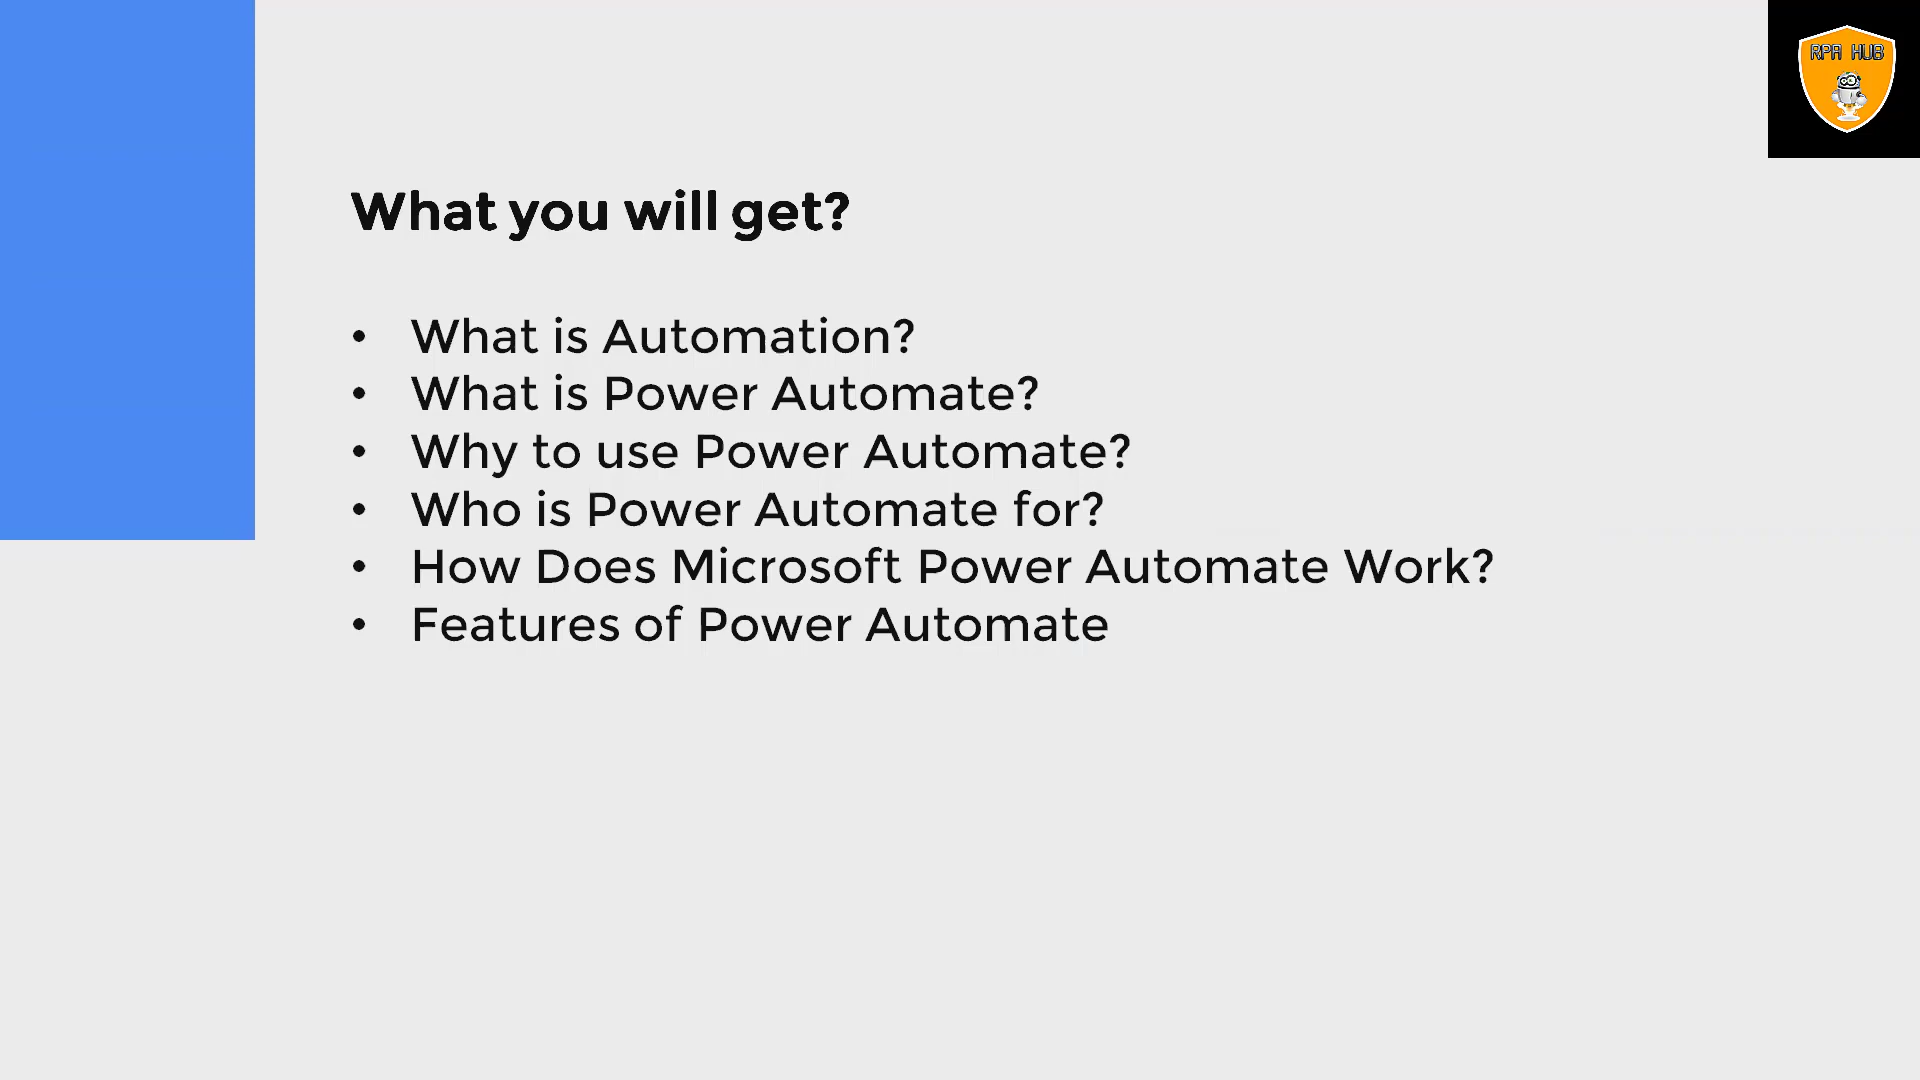 RPA HUB
What you will get?
• What is Automation?
• What is Power Automate?
• Why to use Power Automate?
• Who is Power Automate for?
• How Does Microsoft Power Automate Work?
• Features of Power Automate